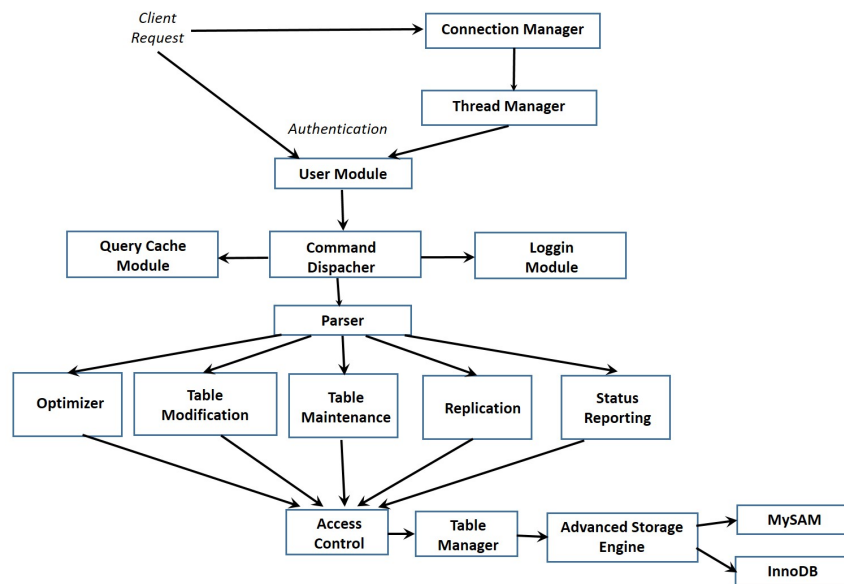 Client
Request
Connection Manager
Thread Manager
Authentication
User Module
Query Cache
Module
Command
Dispacher
Loggin
Module
Parser
Optimizer
Table
Modification
Table
Maintenance
Replication
Status
Reporting
Access
Control
Table
Manager
Advanced Storage
Engine
MySAM
InnoDB